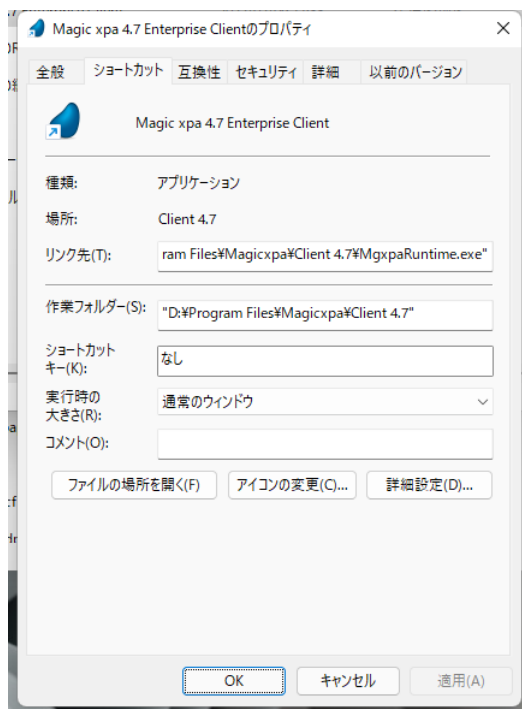 Magic xpa 4.7 Enterprise Clientのプロパティ
全般 ショートカット 互換性 セキュリティ 詳細 以前のバージョン
Magic xpa 4.7 Enterprise Client
種類: アプリケーション
場所: Client 4.7
リンク先(T): ram Files¥Magicxpa¥Client 4.7¥MgxpaRuntime.exe"
作業フォルダー(S): "D:¥Program Files¥Magicxpa¥Client 4.7"
ショートカット
キー(K): なし
実行時の
大きさ(R): 通常のウィンドウ
コメント(O):
ファイルの場所を開く(F) アイコンの変更(C)... 詳細設定(D)...
OK キャンセル 適用(A)